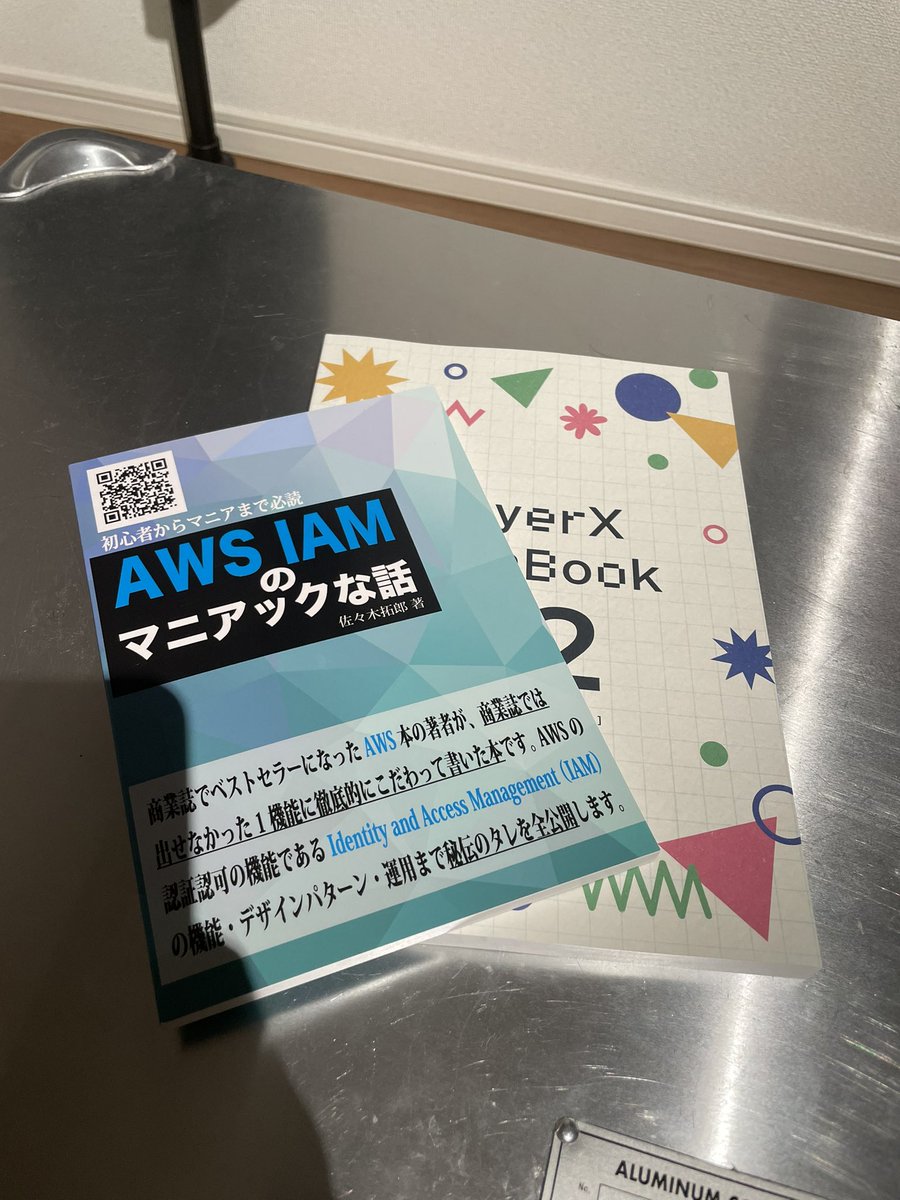 初心者からマニアまで必読
AWS IAM
の
マニアックな話
佐々木拓郎 著
商業誌でベストセラーになったAWS本の著者が、商業誌では
出せなかった1機能に徹底的にこだわって書いた本です。AWSの
認証認可の機能であるIdentity and Access Management (IAM)
の機能・デザインパターン・運用まで秘伝のタレを全公開します。
yerX
Book
2
ALUMINUM
No.